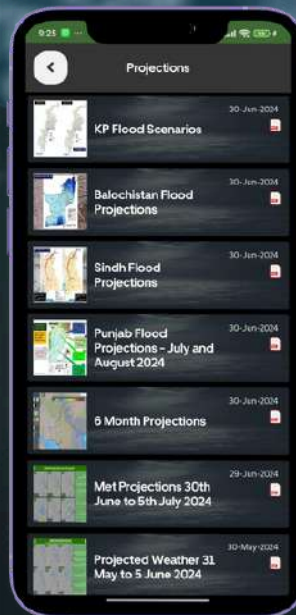 9:25
Projections
30-Jun-2024
KP Flood Scenarios
30-Jun-2024
Balochistan Flood
Projections
30-Jun-2024
Sindh Flood
Projections
30-Jun-2024
Punjab Flood
Projections - July and
August 2024
30-Jun-2024
6 Month Projections
29-Jun-2024
Met Projections 30th
June to 5th July 2024
30-May-2024
Projected Weather 31
May to 5 June 2024